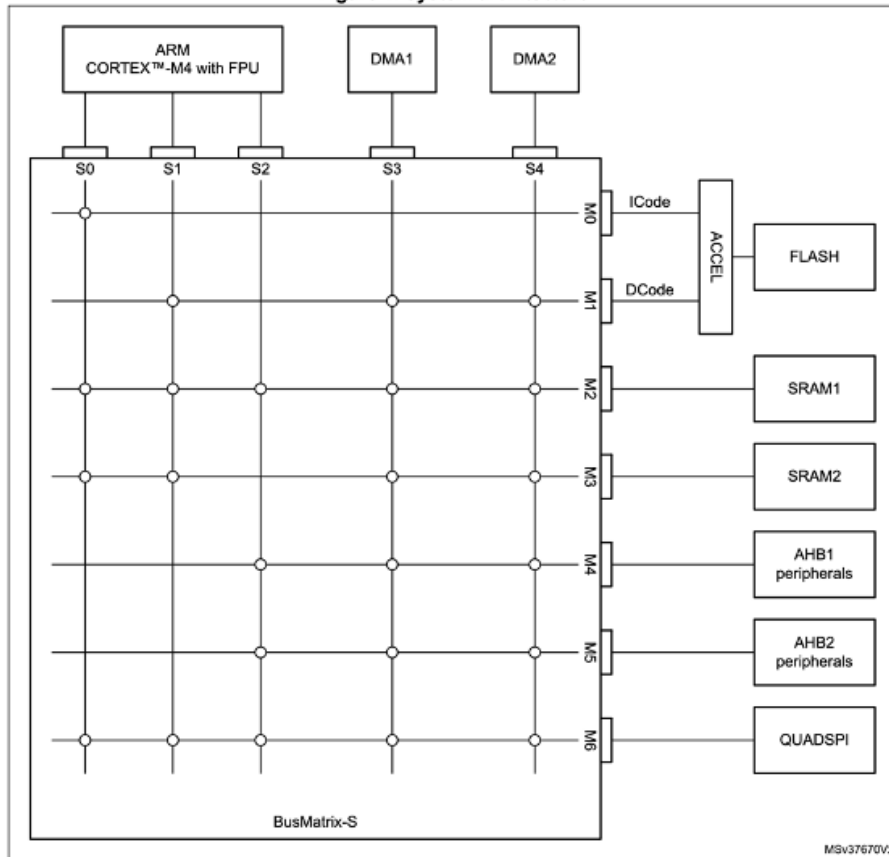 ARM
CORTEX™-M4 with FPU
DMA1
DMA2
S0
S1
S2
S3
S4
M0
ICode
ACCEL
FLASH
M1
DCode
M2
SRAM1
M3
SRAM2
M4
AHB1
peripherals
M5
AHB2
peripherals
M6
QUADSPI
BusMatrix-S